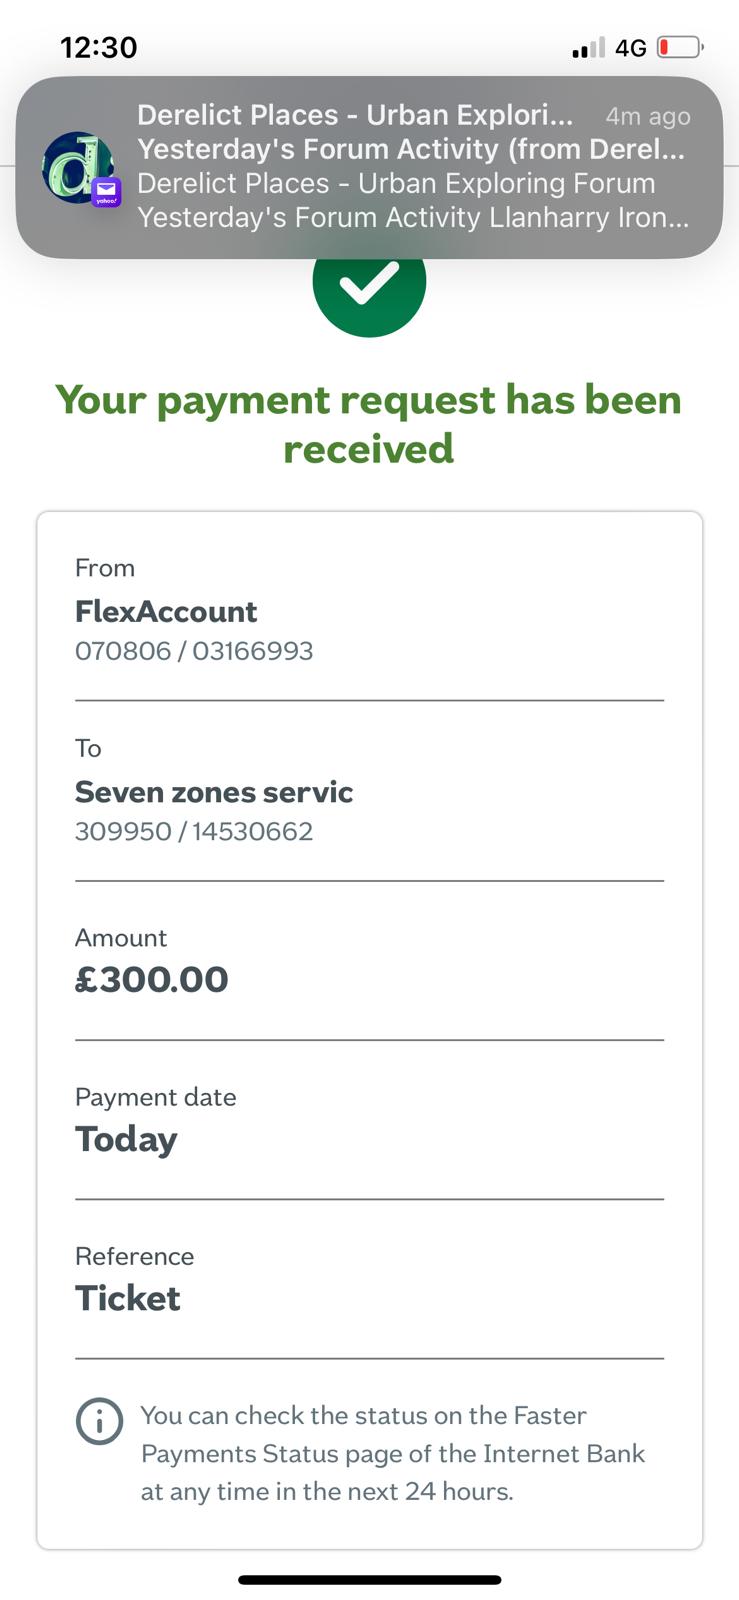 12:30
4G
Derelict Places - Urban Explori... 4m ago
Yesterday's Forum Activity (from Derel...
Derelict Places - Urban Exploring Forum
Yesterday's Forum Activity Llanharry Iron...
yahoo!
Your payment request has been
received
From
FlexAccount
070806 / 03166993
To
Seven zones servic
309950 / 14530662
Amount
£300.00
Payment date
Today
Reference
Ticket
You can check the status on the Faster
Payments Status page of the Internet Bank
at any time in the next 24 hours.